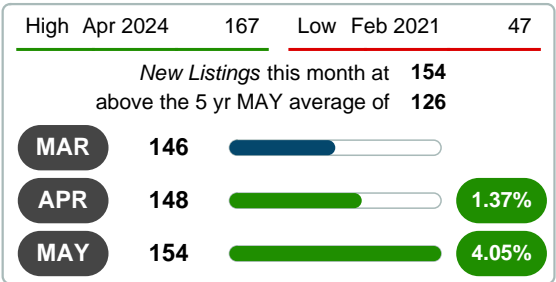 High Apr 2024 167 Low Feb 2021 47
New Listings this month at 154
above the 5 yr MAY average of 126
MAR 146
APR 148 1.37%
MAY 154 4.05%